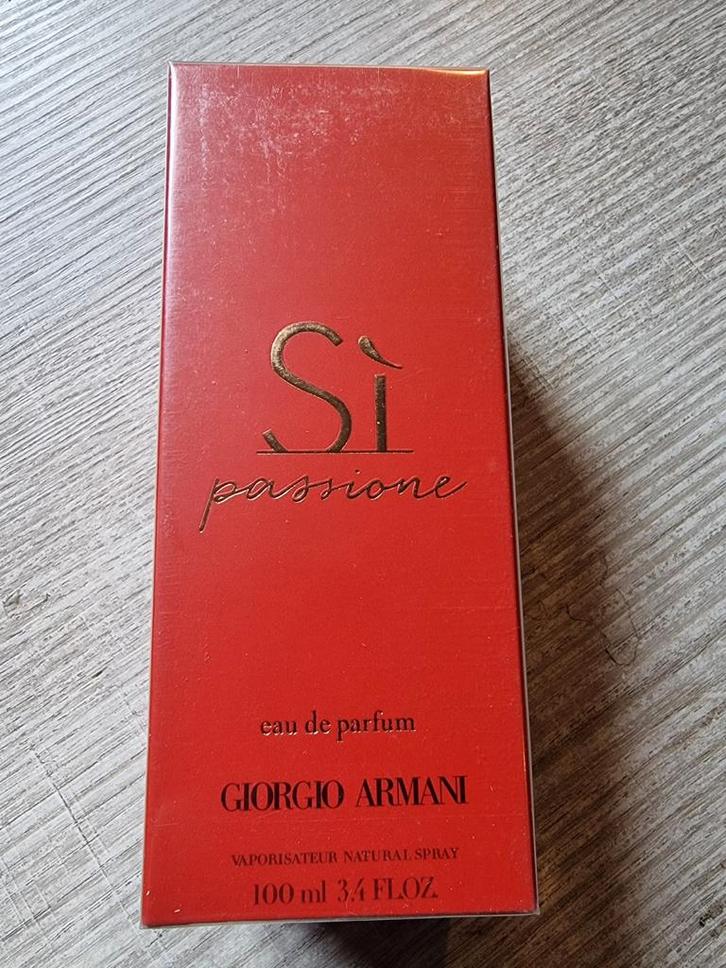 Sì
passione
eau de parfum
GIORGIO ARMANI
VAPORISATEUR NATURAL SPRAY
100 ml 3.4 FL.OZ.